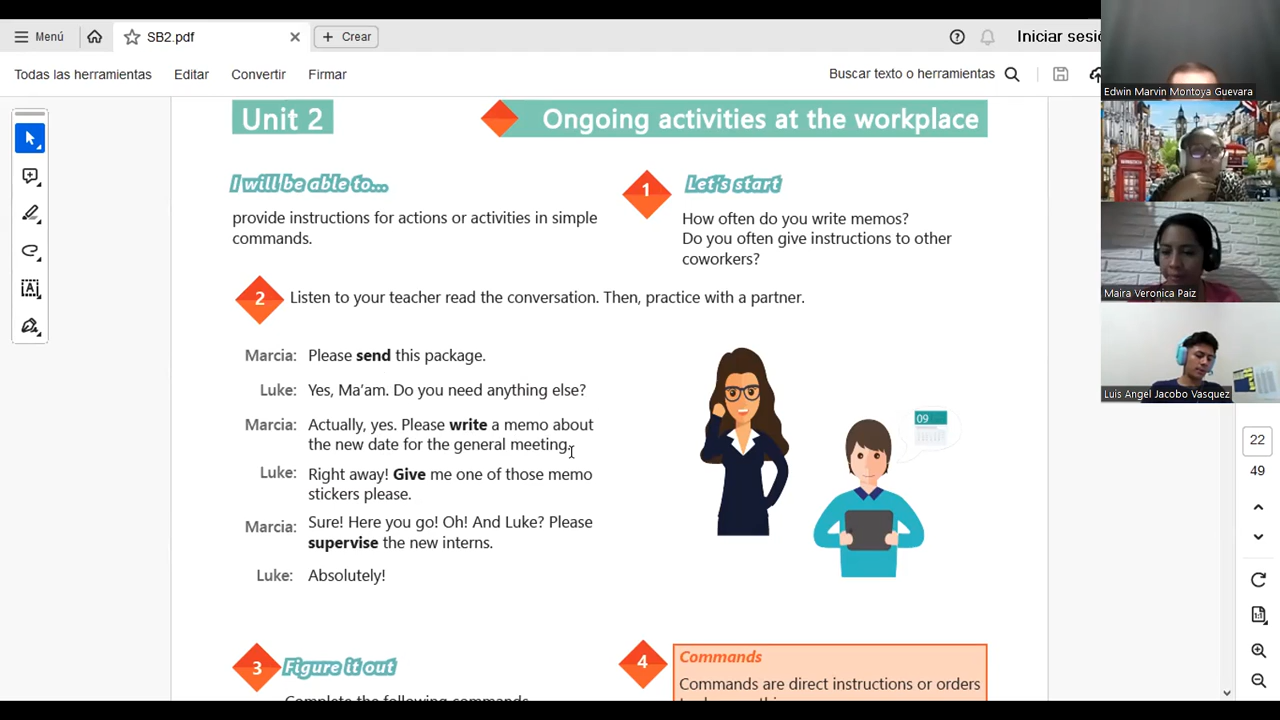 Menú
SB2.pdf
Crear
Iniciar sesi
Todas las herramientas
Editar
Convertir
Firmar
Buscar texto o herramientas
Unit 2
Ongoing activities at the workplace
I will be able to...
provide instructions for actions or activities in simple
commands.
1
Let's start
How often do you write memos?
Do you often give instructions to other
coworkers?
2
Listen to your teacher read the conversation. Then, practice with a partner.
Marcia: Please send this package.
Luke: Yes, Ma'am. Do you need anything else?
Marcia: Actually, yes. Please write a memo about
the new date for the general meeting.
Luke: Right away! Give me one of those memo
stickers please.
Marcia: Sure! Here you go! Oh! And Luke? Please
supervise the new interns.
Luke: Absolutely!
09
3
Figure it out
Complete the following commands
4
Commands
Commands are direct instructions or orders
Edwin Marvin Montoya Guevara
Maira Veronica Paiz
Luis Angel Jacobo Vasquez
22
49
1:1